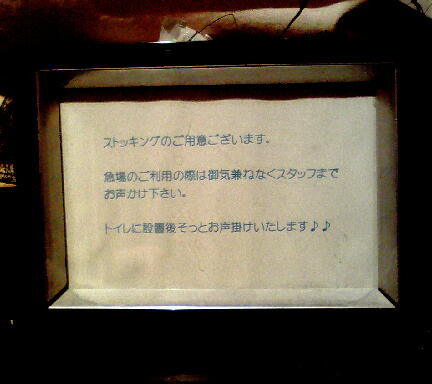 ストッキングのご用意ございます。
急場のご利用の際は御気兼ねなくスタッフまで
お声かけ下さい。
トイレに設置後そっとお声掛けいたします♪♪